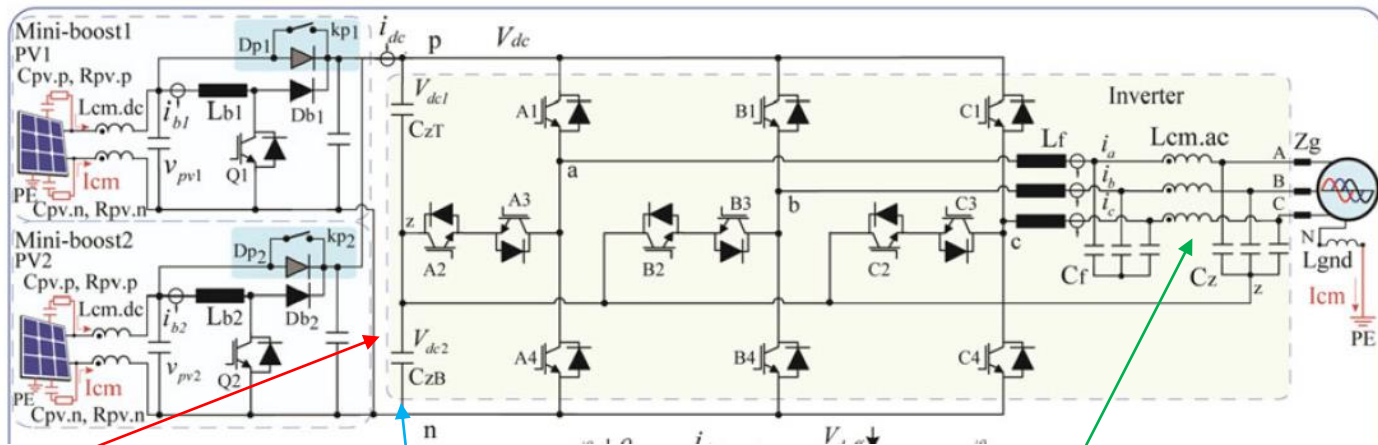 Mini-boost1
PV1
Cpv.p, Rpv.p
Lcm.dc
ib1
Lb1
Dp1
kp1
Db1
Q1
vpv1
Icm
PE
Cpv.n, Rpv.n
Mini-boost2
PV2
Cpv.p, Rpv.p
Lcm.dc
ib2
Lb2
Dp2
kp2
Db2
Q2
vpv2
Icm
PE
Cpv.n, Rpv.n
idc
p
Vdc
Vdc1
CzT
z
Vdc2
CzB
n
A1
B1
C1
a
b
c
A3
A2
B3
B2
C3
C2
A4
B4
C4
Inverter
Lf
ia
ib
ic
Lcm.ac
Cf
Cz
z
Zg
A
B
C
N
Lgnd
Icm
PE